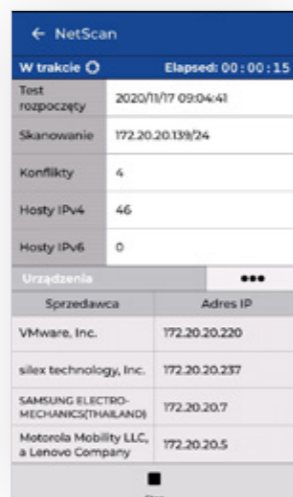 ← NetScan
W trakcie Elapsed: 00:00:15
Test
rozpoczęty
2020/11/17 09:04:41
Skanowanie 172.20.20.139/24
Konflikty 4
Hosty IPv4 46
Hosty IPv6 0
Urządzenia •••
Sprzedawca Adres IP
VMware, Inc. 172.20.20.220
silex technology, Inc. 172.20.20.237
SAMSUNG ELECTRO-
MECHANICS(THAILAND)
172.20.20.7
Motorola Mobility LLC,
a Lenovo Company
172.20.20.5